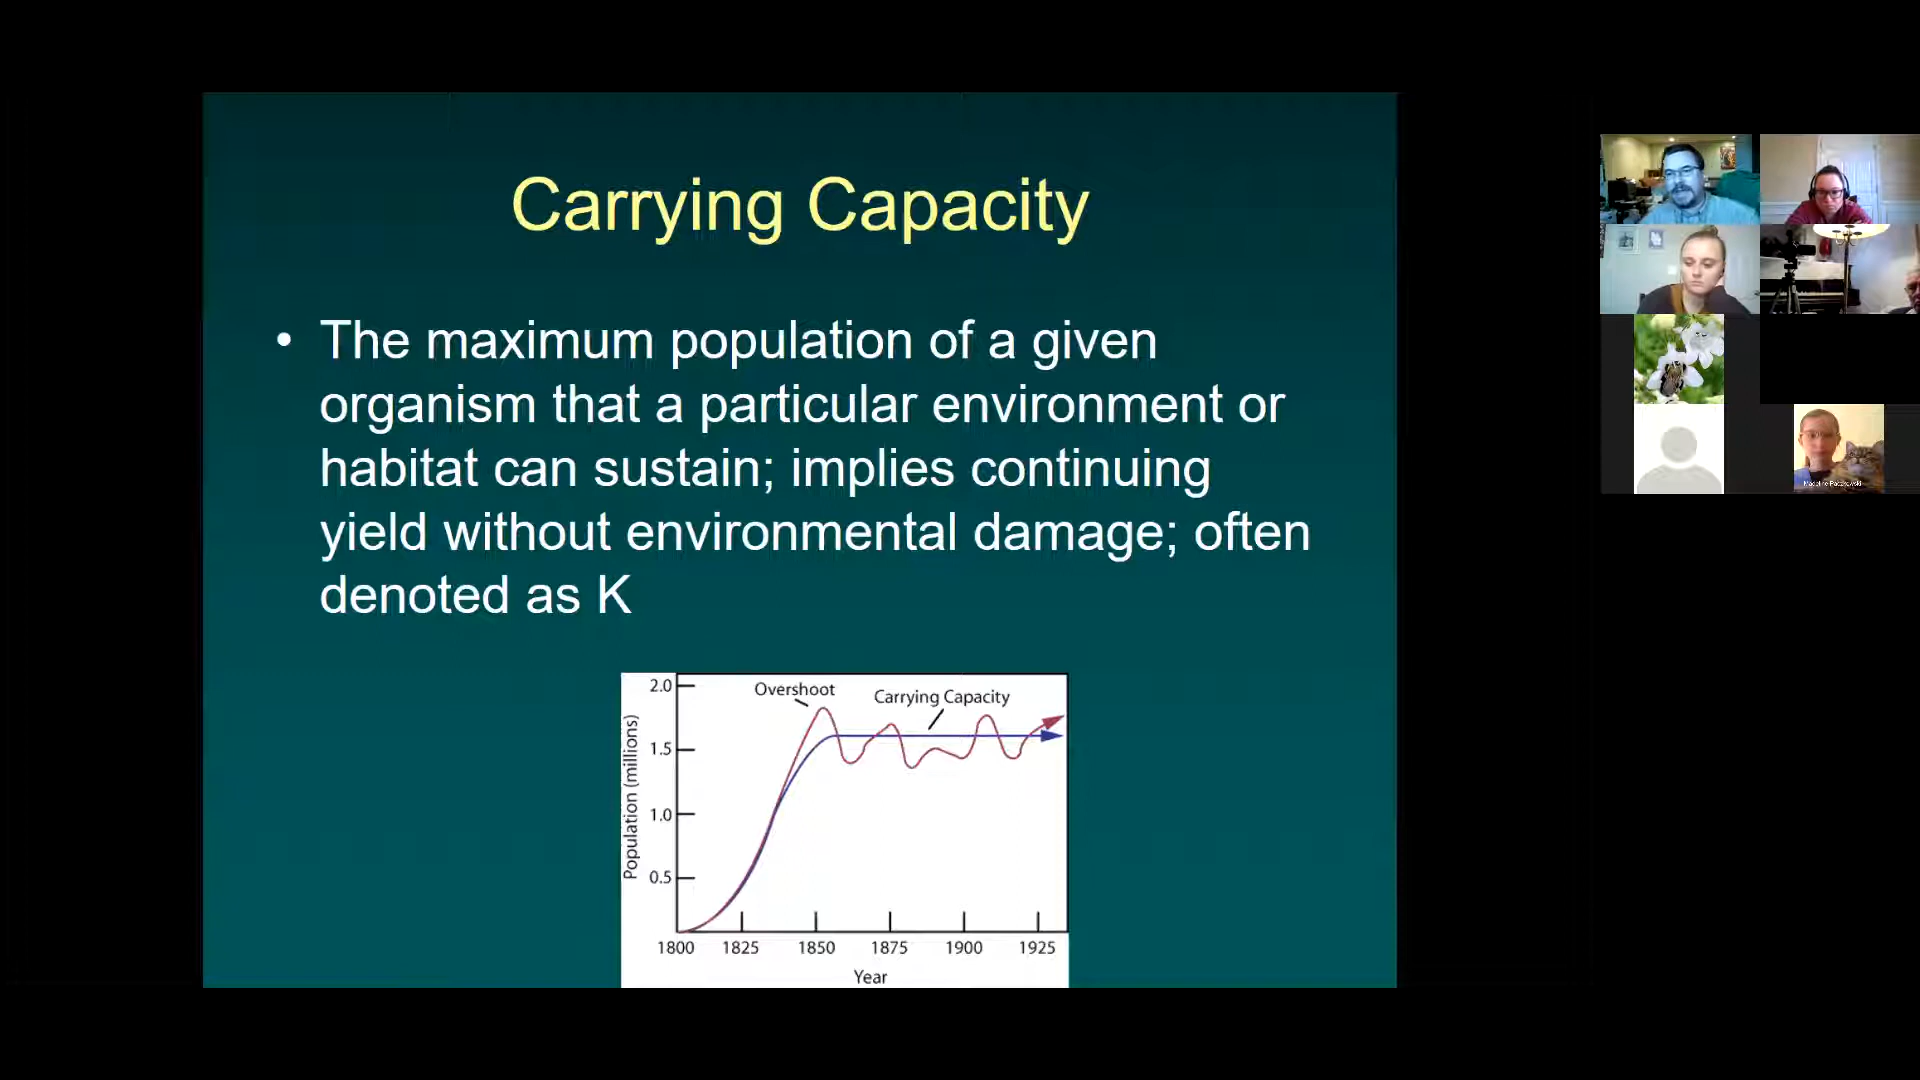 Carrying Capacity
• The maximum population of a given
organism that a particular environment or
habitat can sustain; implies continuing
yield without environmental damage; often
denoted as K
Overshoot
Carrying Capacity
Population (millions)
2.0
1.5
1.0
0.5
1800 1825 1850 1875 1900 1925
Year